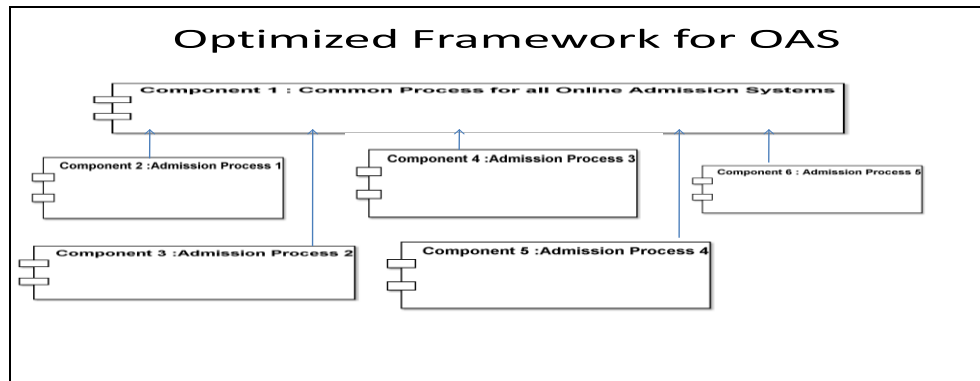 Optimized Framework for OAS
Component 1 : Common Process for all Online Admission Systems
Component 2 :Admission Process 1
Component 4 :Admission Process 3
Component 6 : Admission Process 5
Component 3 :Admission Process 2
Component 5 :Admission Process 4